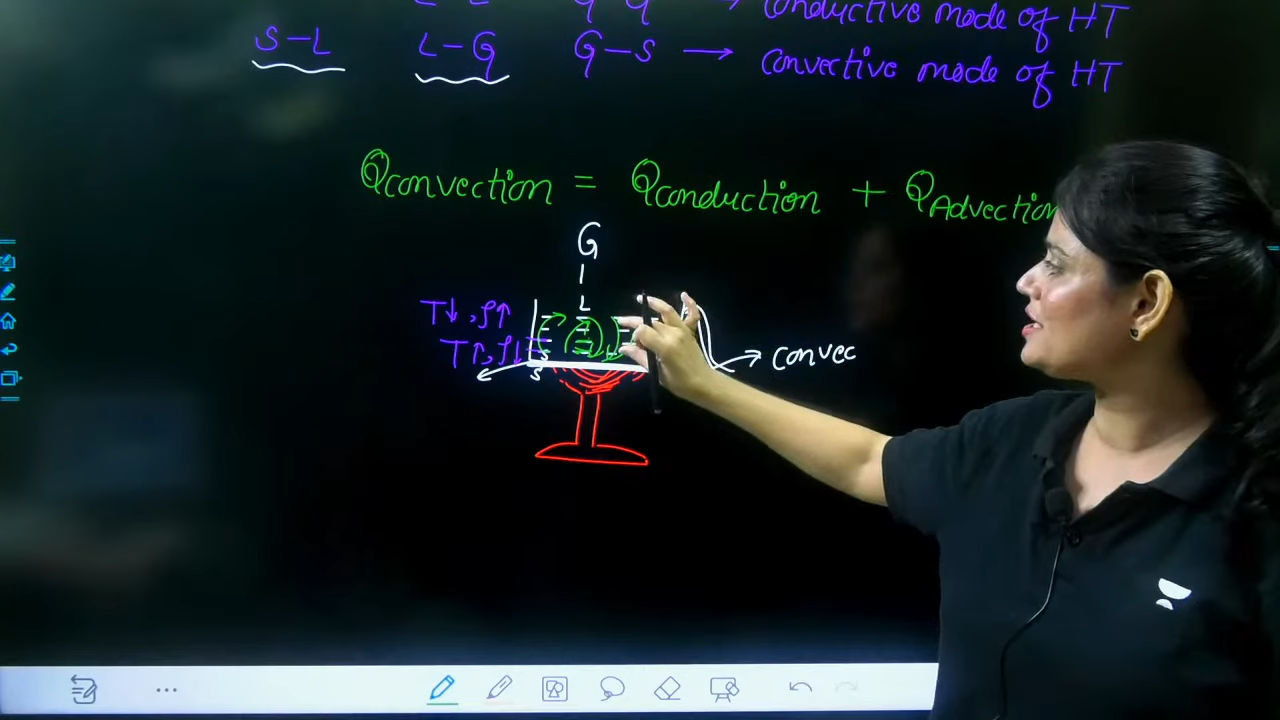 G-G → conductive mode of HT
S-L L-G G-S → convective mode of HT
Qconvection = Qconduction + QAdvection
G
L
T↓, ρ↑
T↑, ρ↓
S
S
→ convec